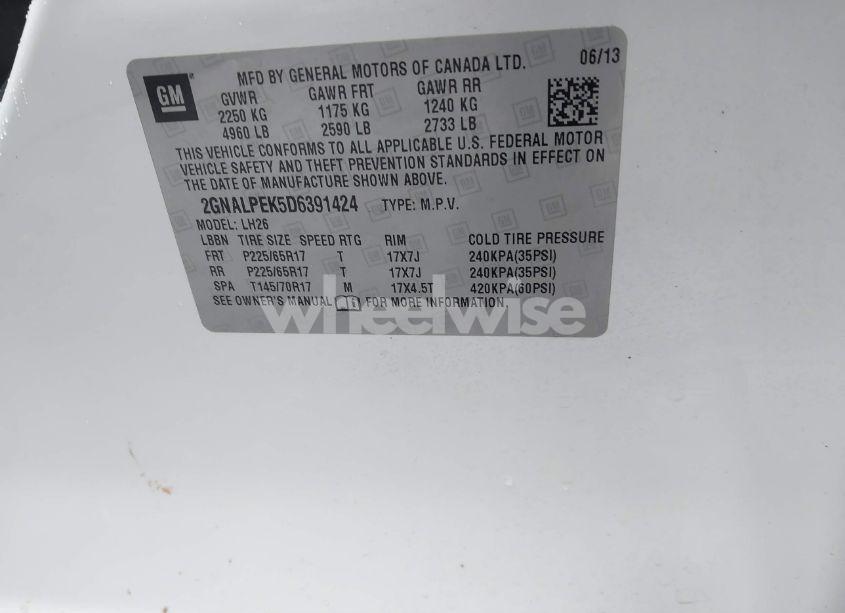 GM
MFD BY GENERAL MOTORS OF CANADA LTD. 06/13
GVWR GAWR FRT GAWR RR
2250 KG 1175 KG 1240 KG
4960 LB 2590 LB 2733 LB
THIS VEHICLE CONFORMS TO ALL APPLICABLE U.S. FEDERAL MOTOR
VEHICLE SAFETY AND THEFT PREVENTION STANDARDS IN EFFECT ON
THE DATE OF MANUFACTURE SHOWN ABOVE.
2GNALPEK5D6391424 TYPE: M.P.V.
MODEL: LH26
LBBN TIRE SIZE SPEED RTG RIM COLD TIRE PRESSURE
FRT P225/65R17 T 17X7J 240KPA(35PSI)
RR P225/65R17 T 17X7J 240KPA(35PSI)
SPA T145/70R17 M 17X4.5T 420KPA(60PSI)
SEE OWNER'S MANUAL FOR MORE INFORMATION.
wheelwise